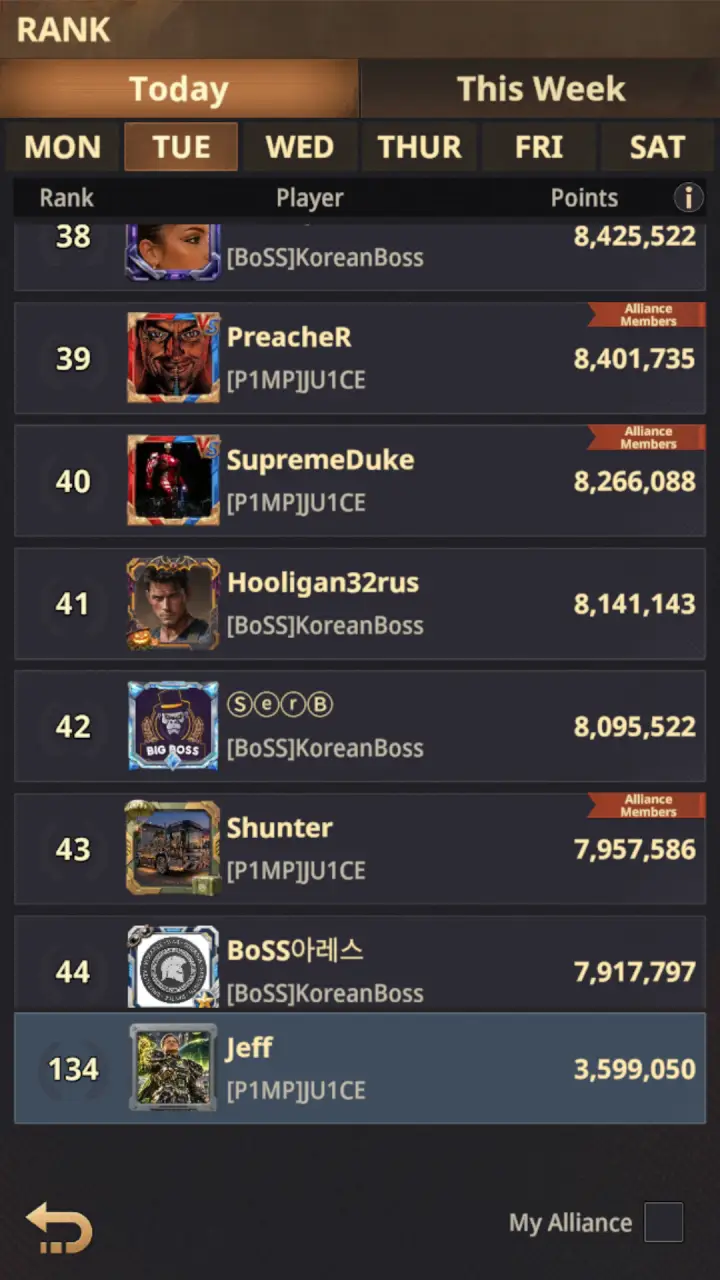 RANK
Today
This Week
MON TUE WED THUR FRI SAT
Rank Player Points i
38
8,425,522
[BoSS]KoreanBoss
Alliance
Members
39
VS
PreacheR
8,401,735
[P1MP]JU1CE
Alliance
Members
40
VS
SupremeDuke
8,266,088
[P1MP]JU1CE
41
Hooligan32rus
8,141,143
[BoSS]KoreanBoss
42
BIG BOSS
ⓈⓔⓡⒷ
8,095,522
[BoSS]KoreanBoss
Alliance
Members
43
Shunter
7,957,586
[P1MP]JU1CE
44
BoSS아레스
7,917,797
[BoSS]KoreanBoss
134
Jeff
3,599,050
[P1MP]JU1CE
My Alliance